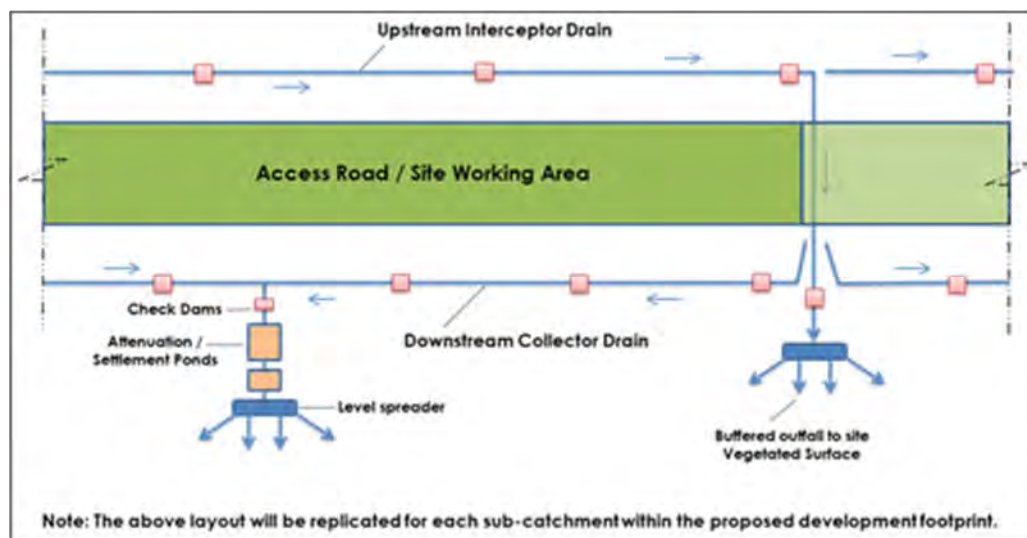 Upstream Interceptor Drain
Access Road / Site Working Area
Check Dams
Attenuation /
Settlement Ponds
Downstream Collector Drain
Level spreader
Buffered outfall to site
Vegetated Surface
Note: The above layout will be replicated for each sub-catchment within the proposed development footprint.